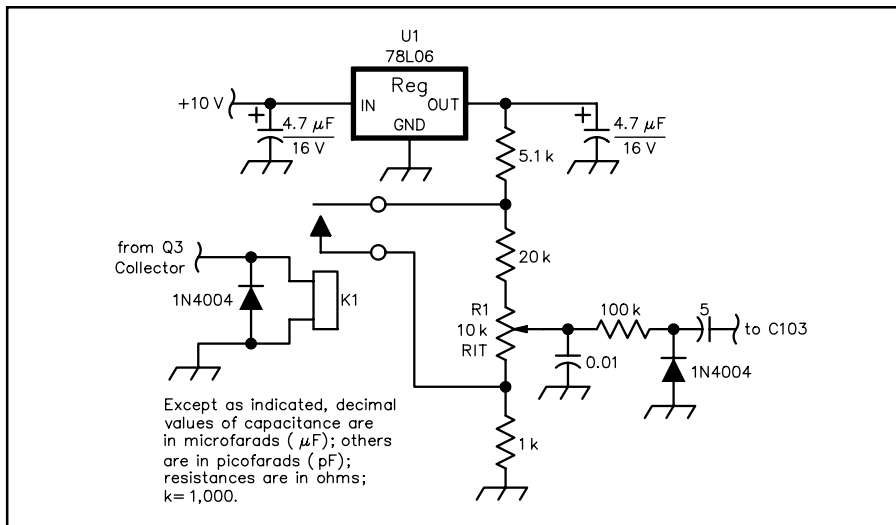 U1
78L06
Reg
IN
OUT
GND
+10 V
+
4.7 μF
16 V
+
4.7 μF
16 V
5.1 k
20 k
from Q3
Collector
1N4004
K1
R1
10 k
RIT
100 k
5
to C103
0.01
1N4004
1 k
Except as indicated, decimal
values of capacitance are
in microfarads ( μF); others
are in picofarads ( pF);
resistances are in ohms;
k= 1,000.